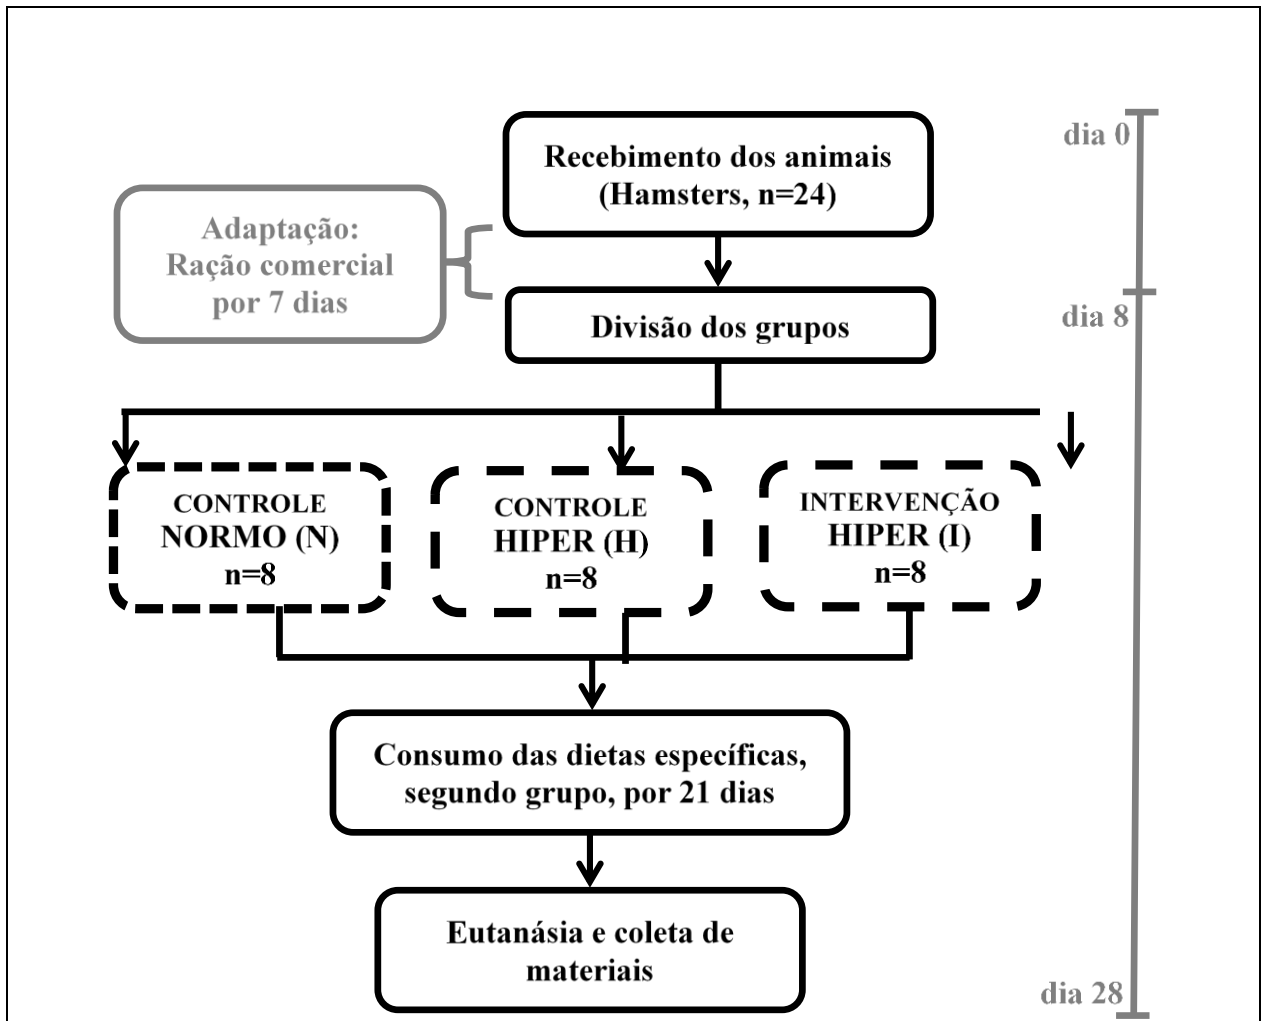 Recebimento dos animais
(Hamsters, n=24)
dia 0
Adaptação:
Ração comercial
por 7 dias
Divisão dos grupos
dia 8
CONTROLE
NORMO (N)
n=8
CONTROLE
HIPER (H)
n=8
INTERVENÇÃO
HIPER (I)
n=8
Consumo das dietas específicas,
segundo grupo, por 21 dias
Eutanásia e coleta de
materiais
dia 28